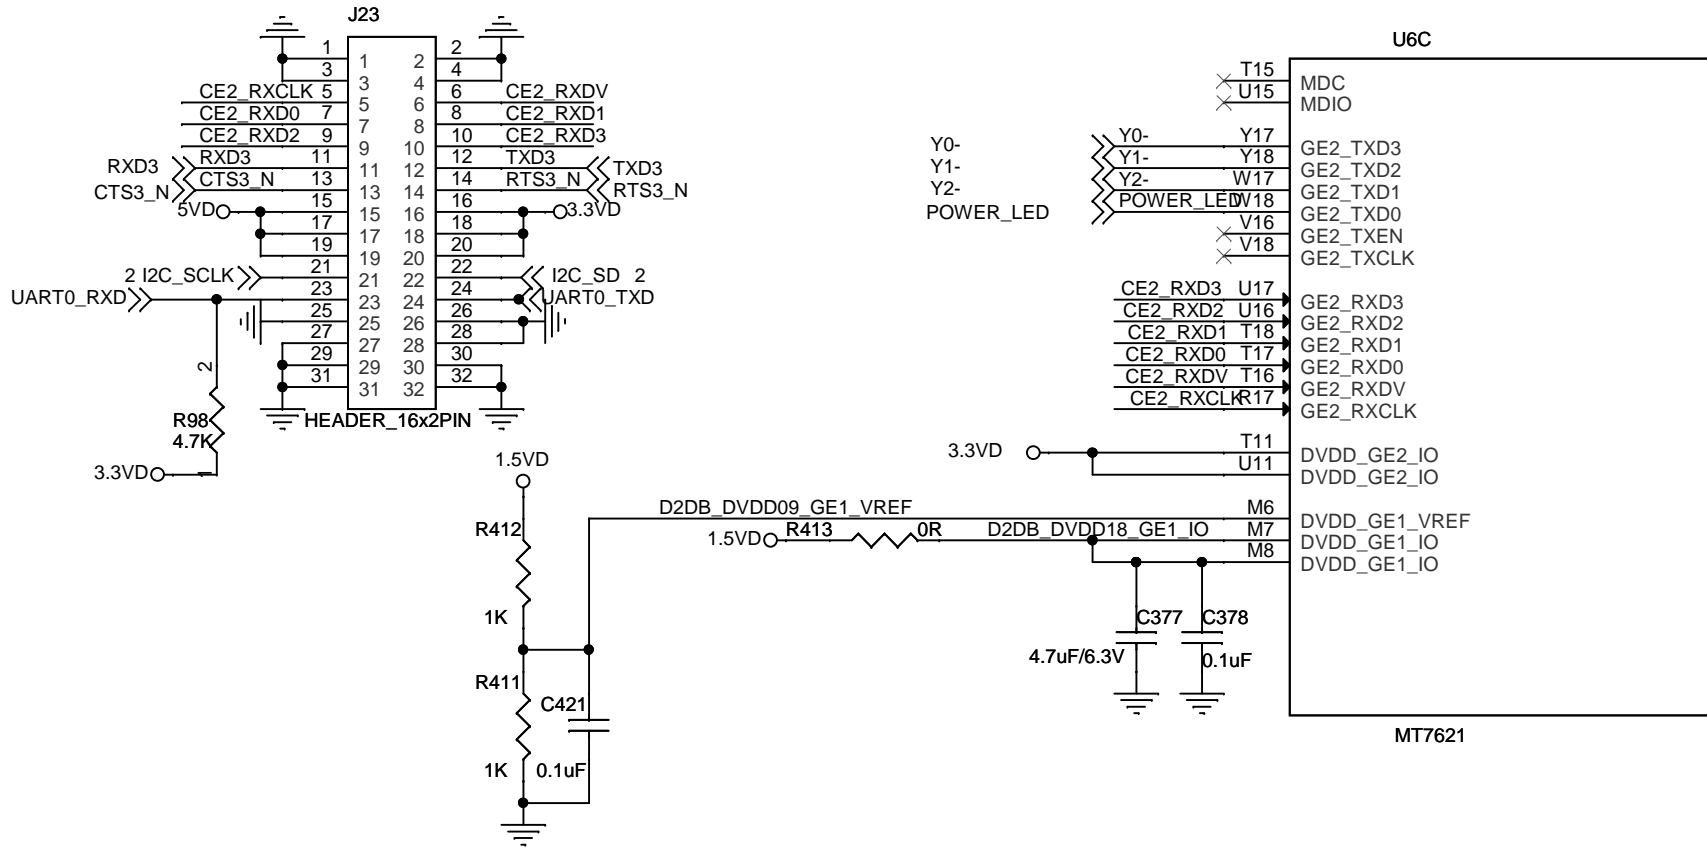 J23
1 1 2 2
3 3 4 4
CE2_RXCLK 5 5 6 6 CE2_RXDV
CE2_RXD0 7 7 8 8 CE2_RXD1
CE2_RXD2 9 9 10 10 CE2_RXD3
RXD3 RXD3 11 11 12 12 TXD3 TXD3
CTS3_N CTS3_N 13 13 14 14 RTS3_N RTS3_N
5VD 15 15 16 16 3.3VD
17 17 18 18
19 19 20 20
2 I2C_SCLK 21 21 22 22 I2C_SD 2
UART0_RXD 23 23 24 24 UART0_TXD
25 25 26 26
27 27 28 28
29 29 30 30
31 31 32 32
HEADER_16x2PIN
2
R98
4.7K
3.3VD 1
U6C
T15 MDC
U15 MDIO
Y0- Y0- Y17 GE2_TXD3
Y1- Y1- Y18 GE2_TXD2
Y2- Y2- W17 GE2_TXD1
POWER_LED POWER_LED W18 GE2_TXD0
V16 GE2_TXEN
V18 GE2_TXCLK
CE2_RXD3 U17 GE2_RXD3
CE2_RXD2 U16 GE2_RXD2
CE2_RXD1 T18 GE2_RXD1
CE2_RXD0 T17 GE2_RXD0
CE2_RXDV T16 GE2_RXDV
CE2_RXCLK R17 GE2_RXCLK
3.3VD T11 DVDD_GE2_IO
U11 DVDD_GE2_IO
D2DB_DVDD09_GE1_VREF M6 DVDD_GE1_VREF
1.5VD R413 0R D2DB_DVDD18_GE1_IO M7 DVDD_GE1_IO
M8 DVDD_GE1_IO
C377 C378
4.7uF/6.3V 0.1uF
MT7621
1.5VD
R412
1K
R411
C421
1K 0.1uF